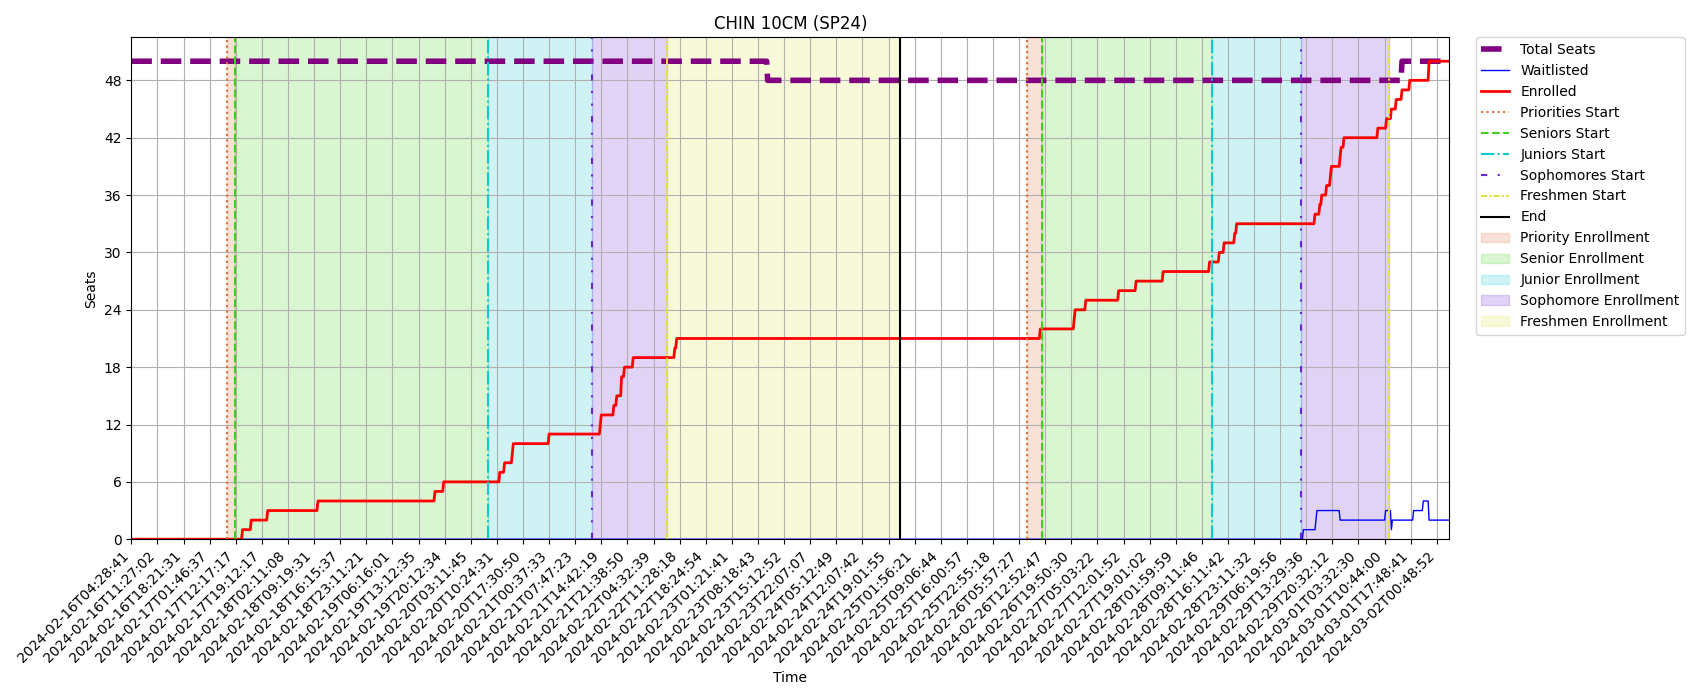 CHIN 10CM (SP24)
Total Seats
Waitlisted
Enrolled
Priorities Start
Seniors Start
Juniors Start
Sophomores Start
Freshmen Start
End
Priority Enrollment
Senior Enrollment
Junior Enrollment
Sophomore Enrollment
Freshmen Enrollment
Seats
48
42
36
30
24
18
12
6
0
2024-02-16T04:28:41
2024-02-16T11:27:02
2024-02-16T18:21:31
2024-02-17T01:46:37
2024-02-17T12:17:17
2024-02-17T19:12:17
2024-02-18T02:11:08
2024-02-18T09:19:31
2024-02-18T16:15:37
2024-02-18T23:11:21
2024-02-19T06:16:01
2024-02-19T13:12:35
2024-02-19T20:12:34
2024-02-20T03:11:45
2024-02-20T10:24:31
2024-02-20T17:30:50
2024-02-21T00:37:33
2024-02-21T07:47:23
2024-02-21T14:42:19
2024-02-21T21:38:50
2024-02-22T04:32:39
2024-02-22T11:28:18
2024-02-22T18:24:54
2024-02-23T01:21:41
2024-02-23T08:18:43
2024-02-23T15:12:52
2024-02-23T22:07:07
2024-02-24T05:12:49
2024-02-24T12:07:42
2024-02-24T19:01:55
2024-02-25T01:56:21
2024-02-25T09:06:44
2024-02-25T16:00:57
2024-02-25T22:55:18
2024-02-26T05:57:27
2024-02-26T12:52:47
2024-02-26T19:50:30
2024-02-27T05:03:22
2024-02-27T12:01:52
2024-02-27T19:01:02
2024-02-28T01:59:59
2024-02-28T09:11:46
2024-02-28T16:11:42
2024-02-28T23:11:32
2024-02-29T06:19:56
2024-02-29T13:29:36
2024-02-29T20:32:12
2024-03-01T03:32:30
2024-03-01T10:44:00
2024-03-01T17:48:41
2024-03-02T00:48:52
Time